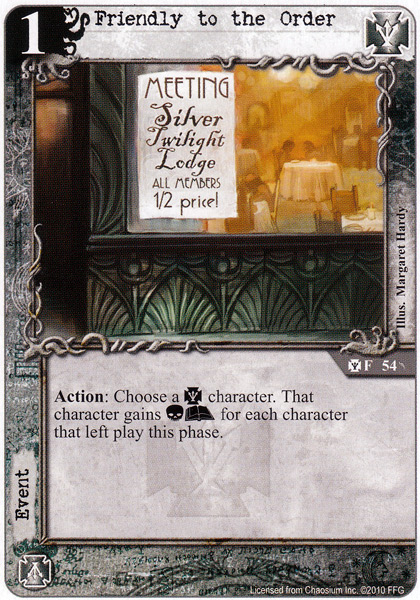 1
Friendly to the Order
MEETING
Silver
Twilight
Lodge
ALL MEMBERS
1/2 price!
Illus. Margaret Hardy
F 54
Action: Choose a character. That
character gains for each character
that left play this phase.
Event
Licensed from Chaosium Inc. ©2010 FFG